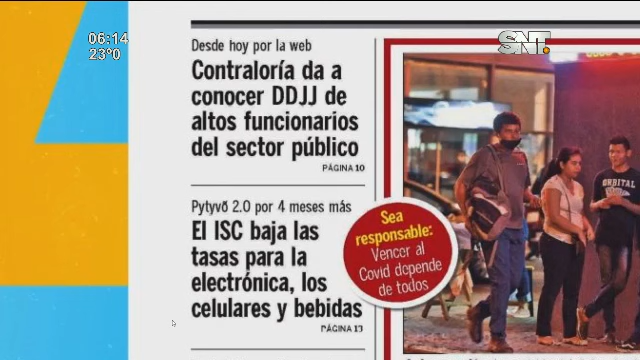 06:14
23°0
SNT.
Desde hoy por la web
Contraloría da a
conocer DDJJ de
altos funcionarios
del sector público
PÁGINA 10
Pytyvõ 2.0 por 4 meses más
El ISC baja las
tasas para la
electrónica, los
celulares y bebidas
PÁGINA 13
Sea
responsable:
Vencer al
Covid depende
de todos
ORBITAL